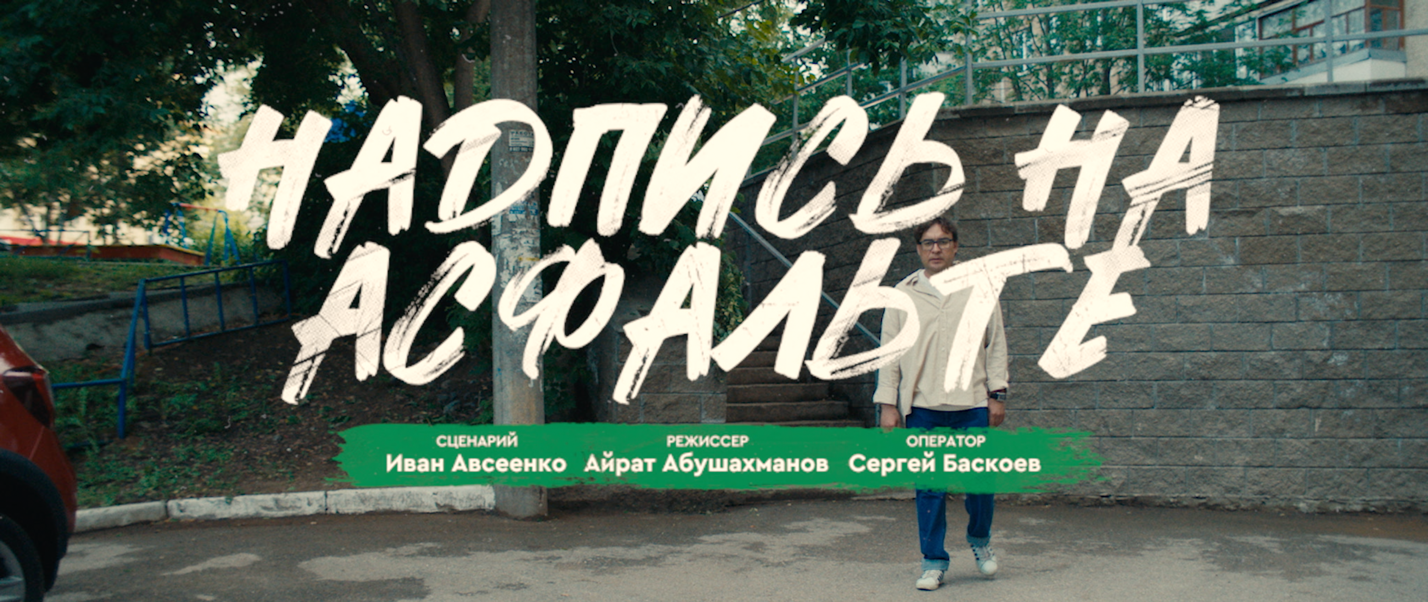 НАДПИСЬ НА
АСФАЛЬТЕ
СЦЕНАРИЙ РЕЖИССЕР ОПЕРАТОР
Иван Авсеенко Айрат Абушахманов Сергей Баскоев